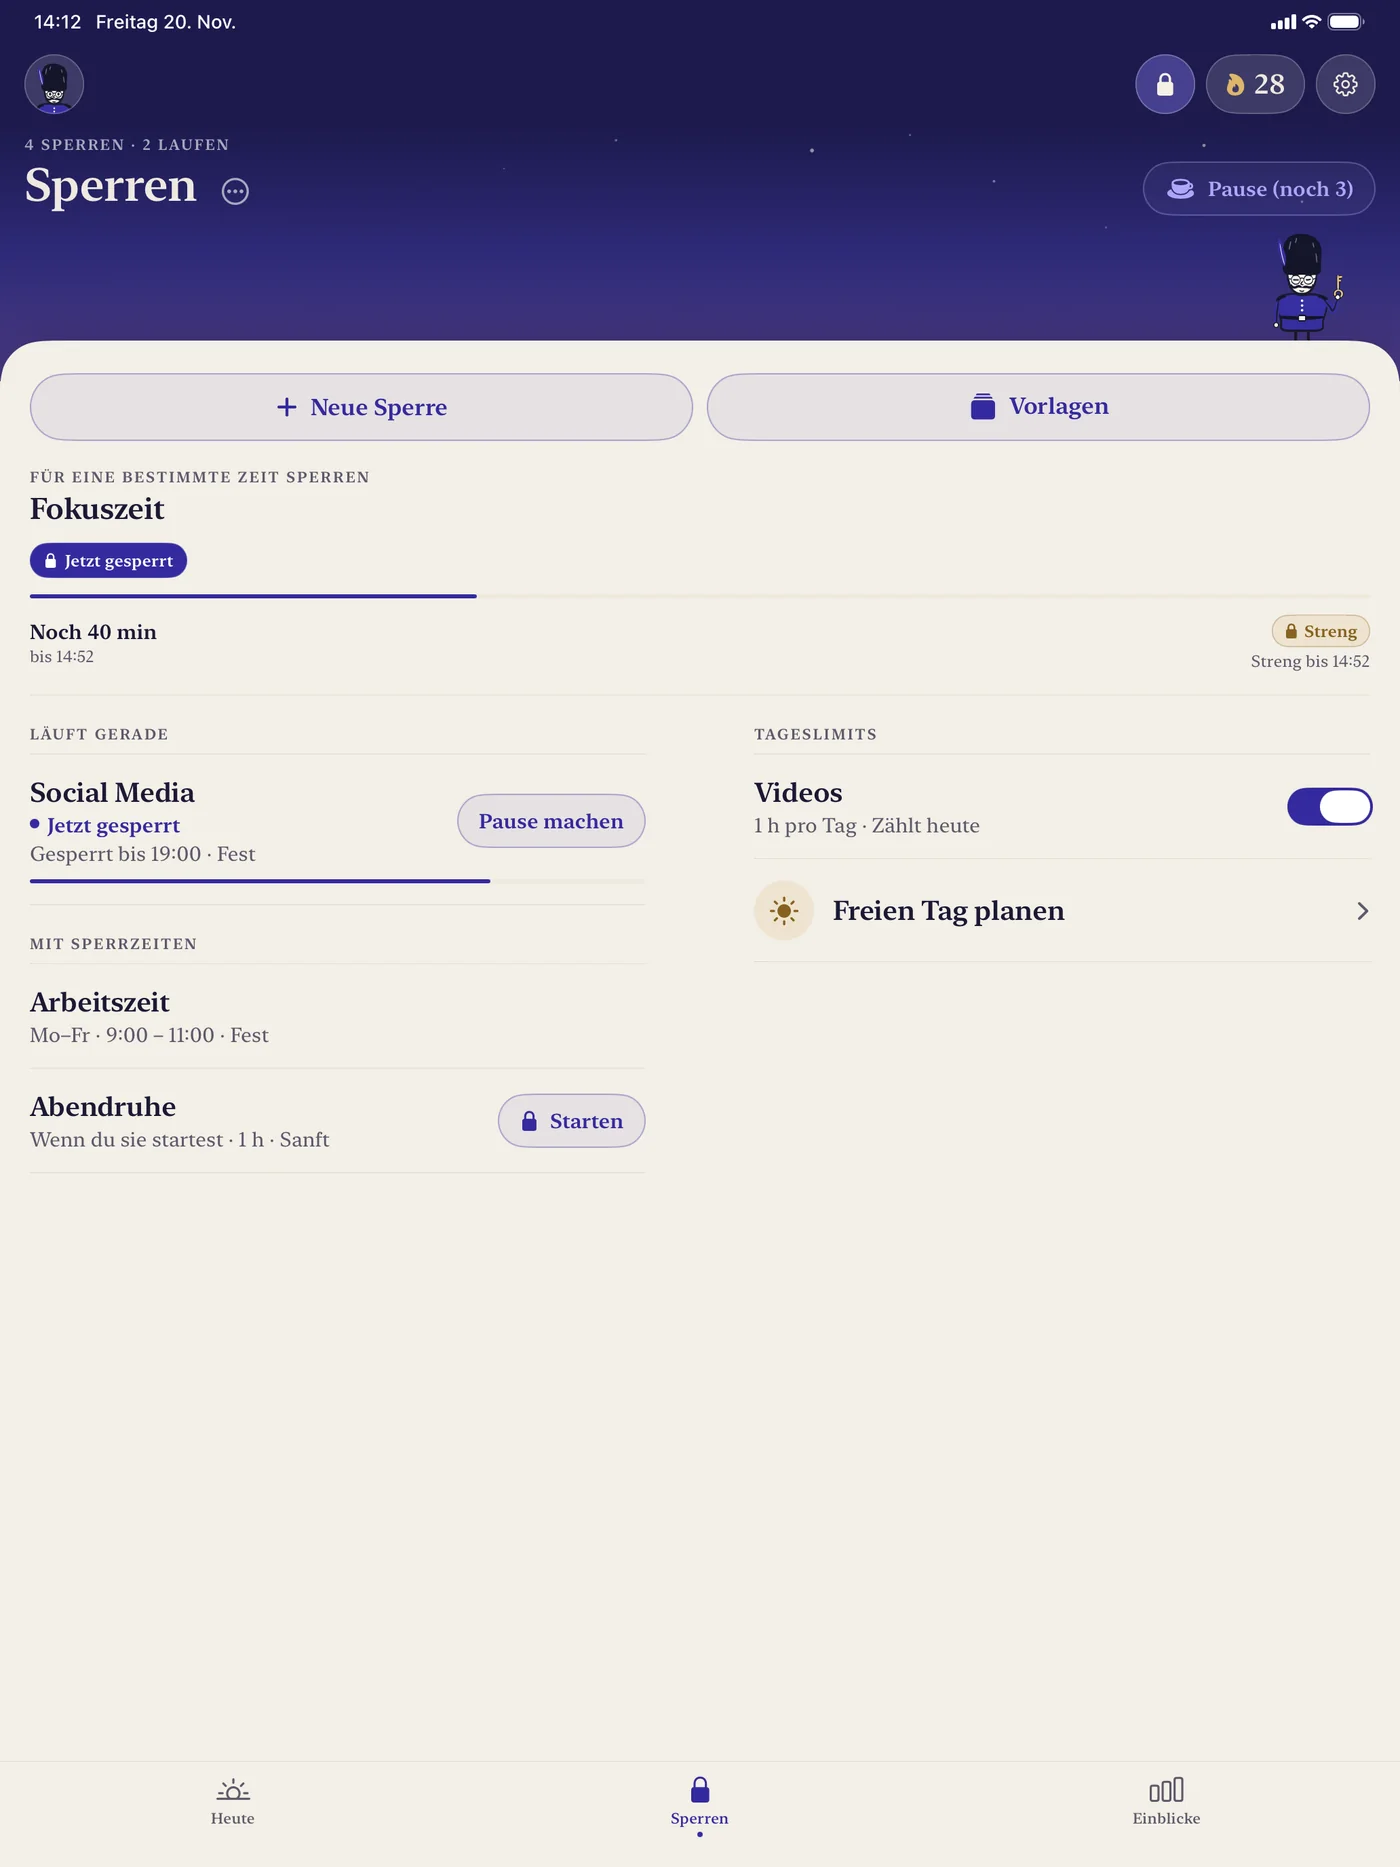 14:12 Freitag 20. Nov.
28
4 SPERREN · 2 LAUFEN
Sperren
Pause (noch 3)
Neue Sperre
Vorlagen
FÜR EINE BESTIMMTE ZEIT SPERREN
Fokuszeit
Jetzt gesperrt
Noch 40 min
bis 14:52
Streng
Streng bis 14:52
LÄUFT GERADE
Social Media
Jetzt gesperrt
Gesperrt bis 19:00 · Fest
Pause machen
MIT SPERRZEITEN
Arbeitszeit
Mo–Fr · 9:00 – 11:00 · Fest
Abendruhe
Wenn du sie startest · 1 h · Sanft
Starten
TAGESLIMITS
Videos
1 h pro Tag · Zählt heute
Freien Tag planen
Heute
Sperren
Einblicke